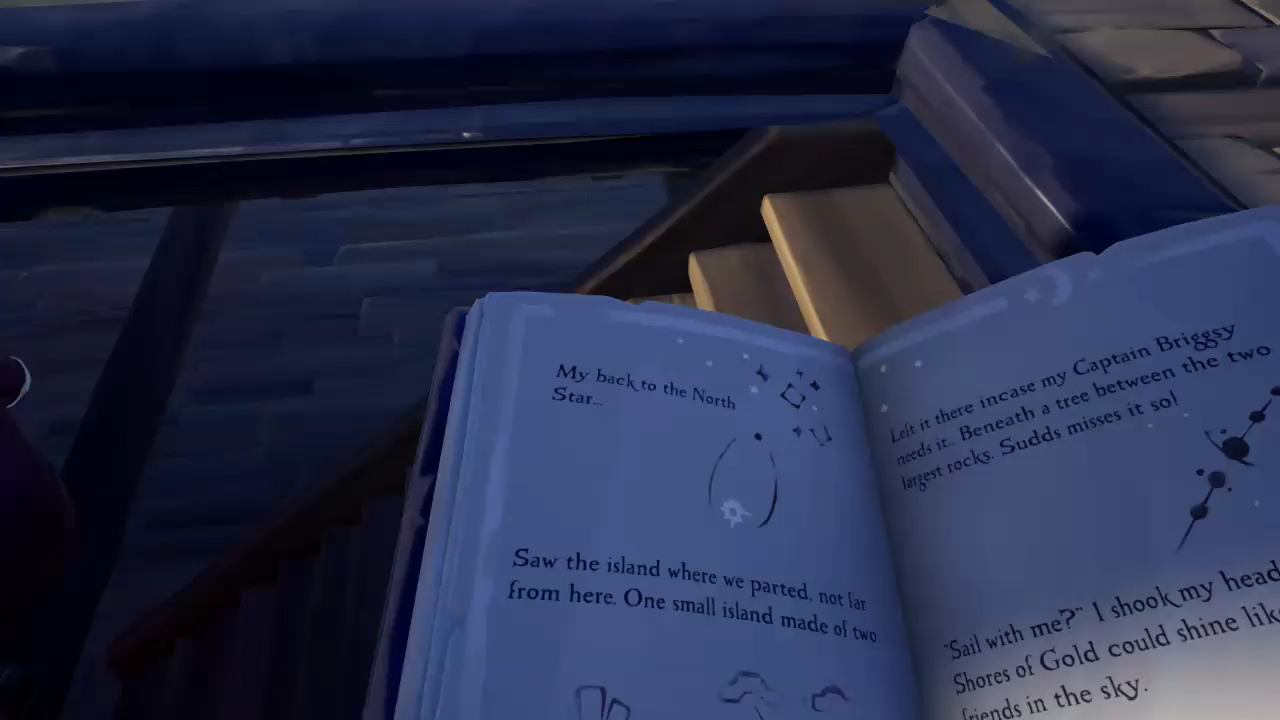 My back to the North
Star...
Saw the island where we parted, not far
from here. One small island made of two
Left it there incase my Captain Briggsy
needs it.. Beneath a tree between the two
largest rocks. Sudds misses it so!
"Sail with me?" I shook my head
Shores of Gold could shine lik
friends in the sky.